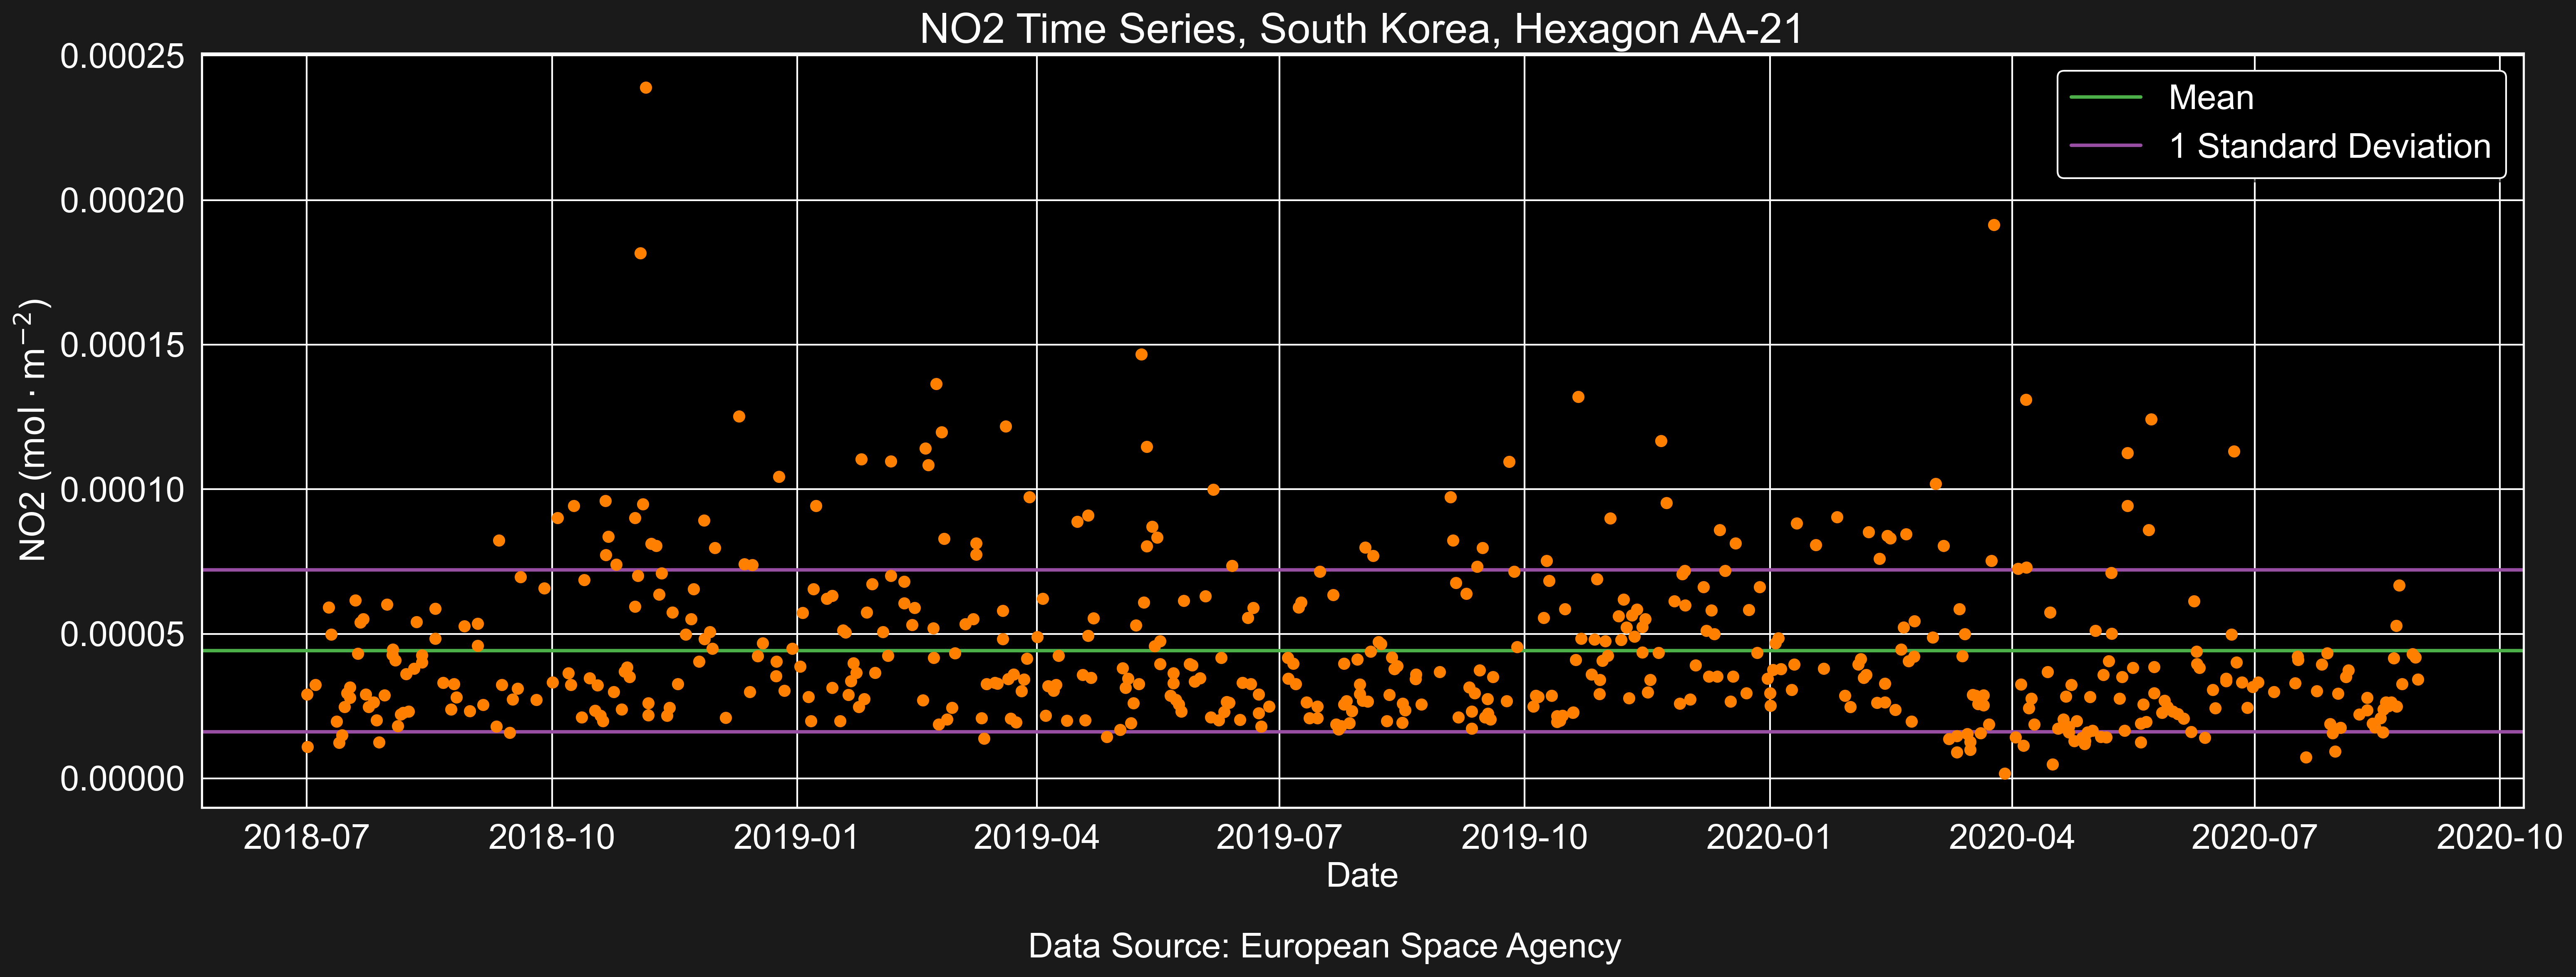 NO2 Time Series, South Korea, Hexagon AA-21
0.00025
0.00020
0.00015
0.00010
0.00005
0.00000
NO2 (mol · m⁻²)
Mean
1 Standard Deviation
2018-07 2018-10 2019-01 2019-04 2019-07 2019-10 2020-01 2020-04 2020-07 2020-10
Date
Data Source: European Space Agency